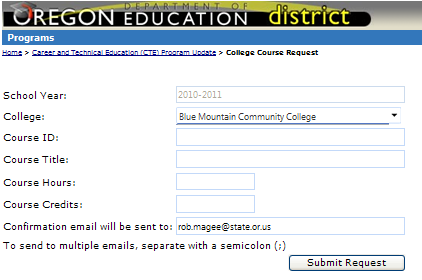 DEPARTMENT OF
OREGON EDUCATION district
Programs
Home > Career and Technical Education (CTE) Program Update > College Course Request
School Year: 2010-2011
College: Blue Mountain Community College
Course ID:
Course Title:
Course Hours:
Course Credits:
Confirmation email will be sent to: rob.magee@state.or.us
To send to multiple emails, separate with a semicolon (;)
Submit Request